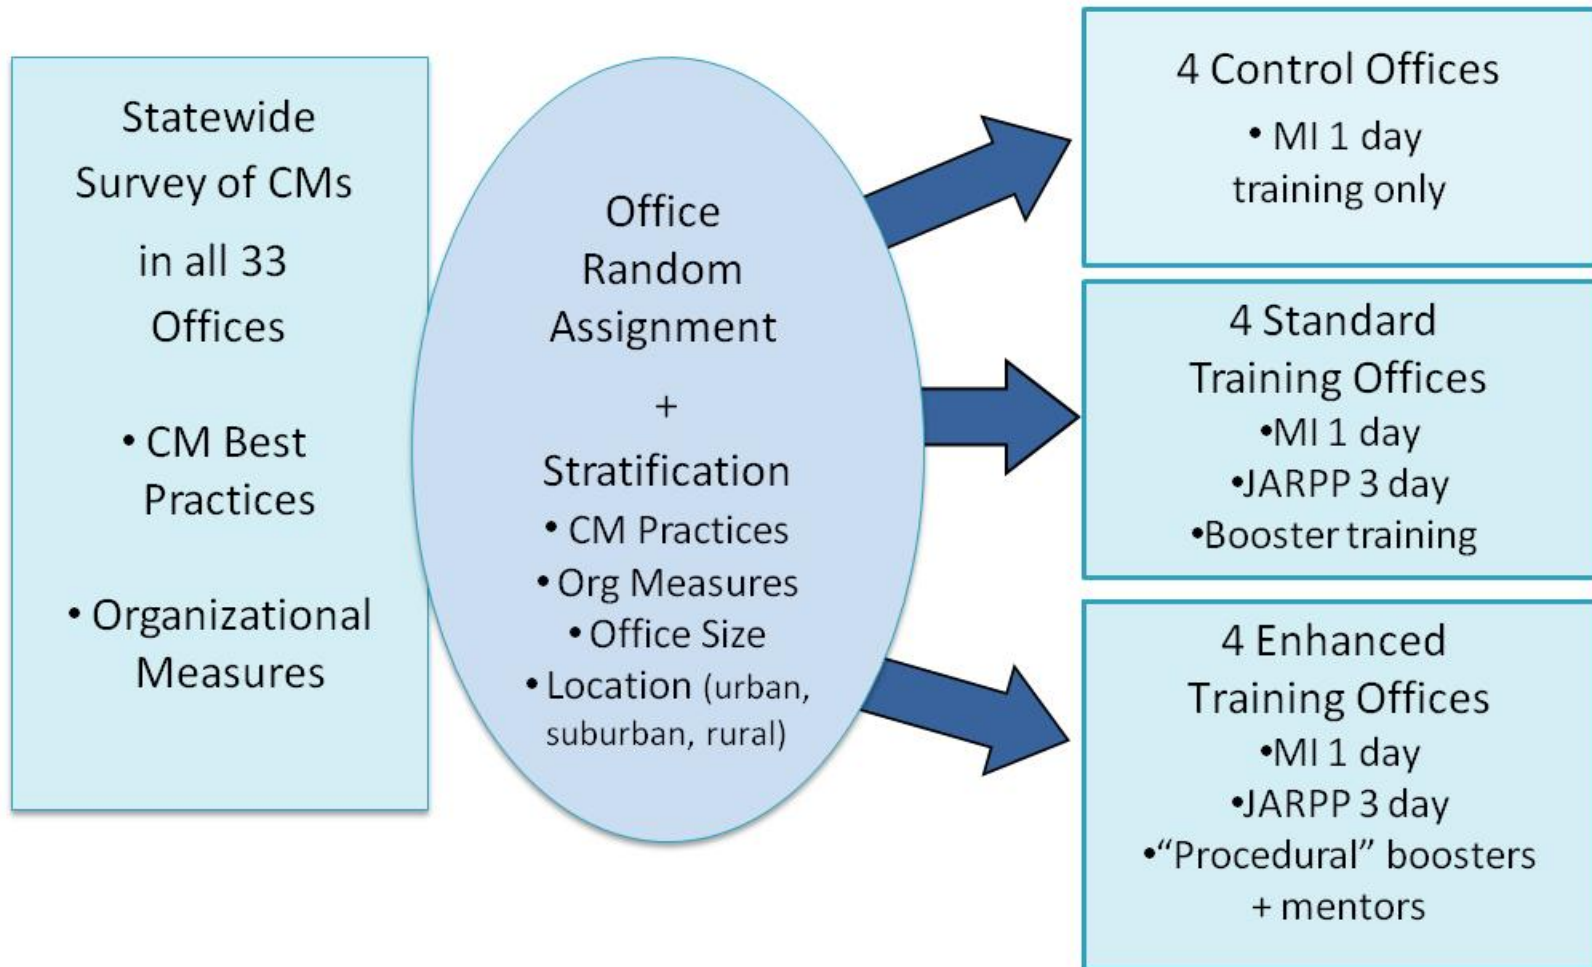 Statewide
Survey of CMs
in all 33
Offices
• CM Best
Practices
• Organizational
Measures
Office
Random
Assignment
+
Stratification
• CM Practices
• Org Measures
• Office Size
• Location (urban,
suburban, rural)
4 Control Offices
• MI 1 day
training only
4 Standard
Training Offices
•MI 1 day
•JARPP 3 day
•Booster training
4 Enhanced
Training Offices
•MI 1 day
•JARPP 3 day
•“Procedural” boosters
+ mentors